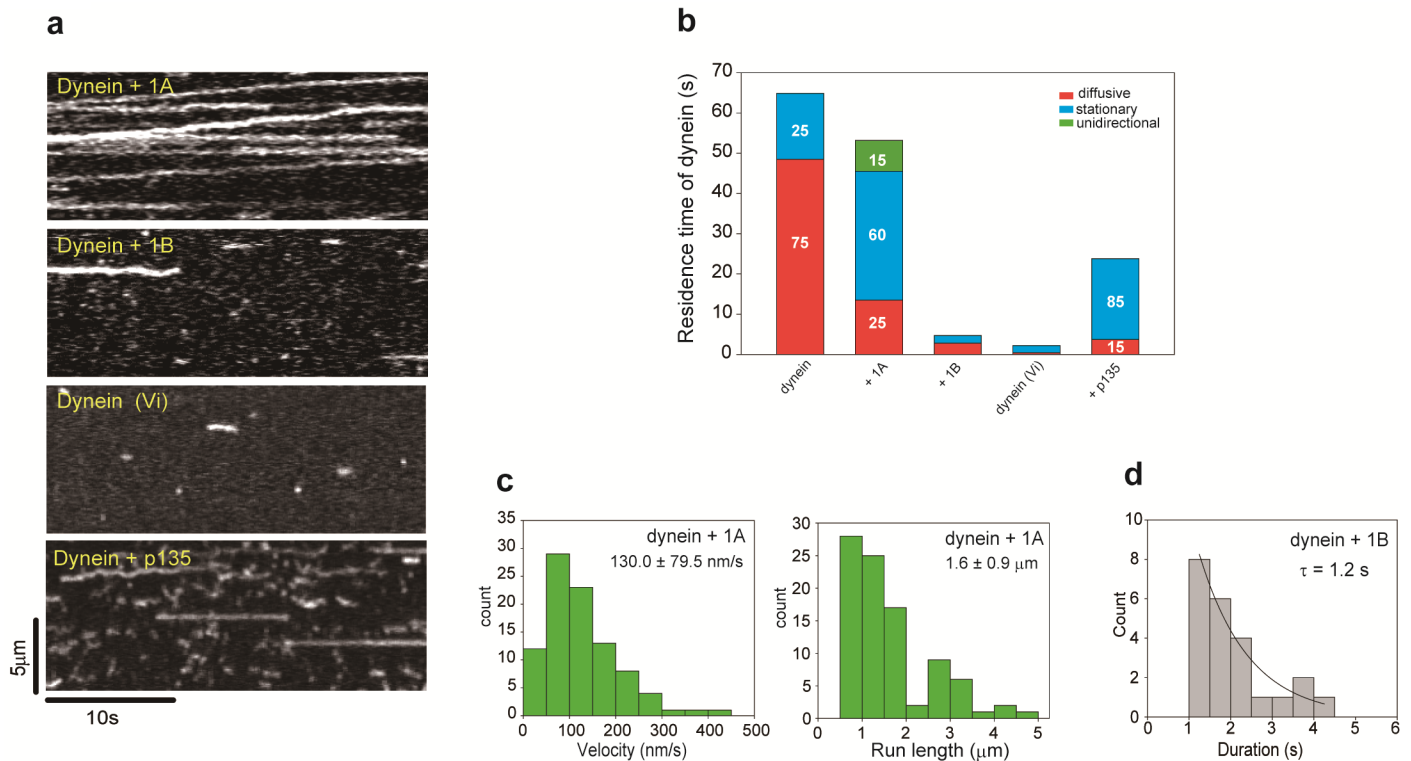 a
Dynein + 1A
Dynein + 1B
Dynein (Vi)
Dynein + p135
5μm
10s
b
Residence time of dynein (s)
70
60
50
40
30
20
10
0
diffusive
stationary
unidirectional
25
75
15
60
25
85
15
dynein
+ 1A
+ 1B
dynein (Vi)
+ p135
c
count
35
30
25
20
15
10
5
0
dynein + 1A
130.0 ± 79.5 nm/s
0 100 200 300 400 500
Velocity (nm/s)
count
30
25
20
15
10
5
0
dynein + 1A
1.6 ± 0.9 μm
0 1 2 3 4 5
Run length (μm)
d
Count
10
8
6
4
2
0
dynein + 1B
τ = 1.2 s
0 1 2 3 4 5 6
Duration (s)